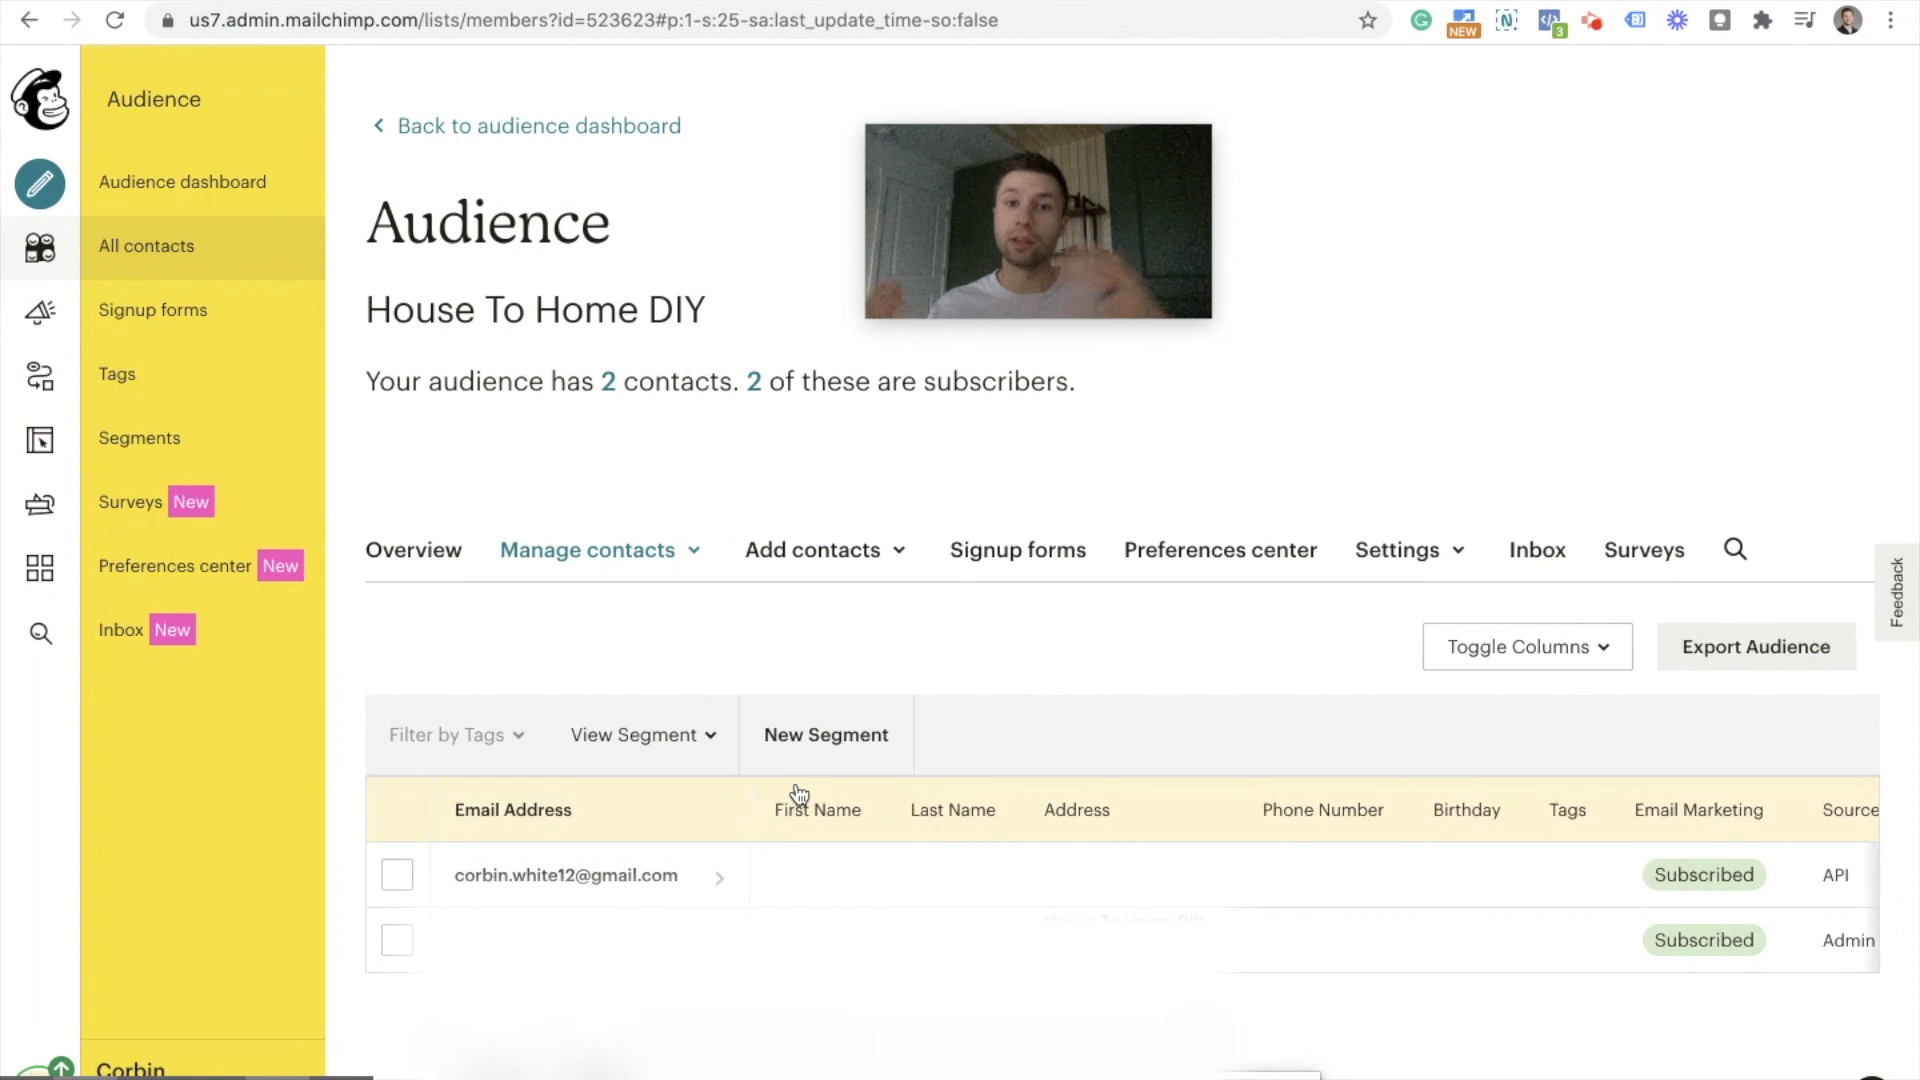 us7.admin.mailchimp.com/lists/members?id=523623#p:1-s:25-sa:last_update_time-so:false
NEW
3
Audience
Audience dashboard
All contacts
Signup forms
Tags
Segments
Surveys New
Preferences center New
Inbox New
Corbin
Back to audience dashboard
Audience
House To Home DIY
Your audience has 2 contacts. 2 of these are subscribers.
Overview Manage contacts Add contacts Signup forms Preferences center Settings Inbox Surveys
Feedback
Toggle Columns Export Audience
Filter by Tags View Segment New Segment
Email Address First Name Last Name Address Phone Number Birthday Tags Email Marketing Source
corbin.white12@gmail.com Subscribed API
House To Home DIY
Subscribed Admin